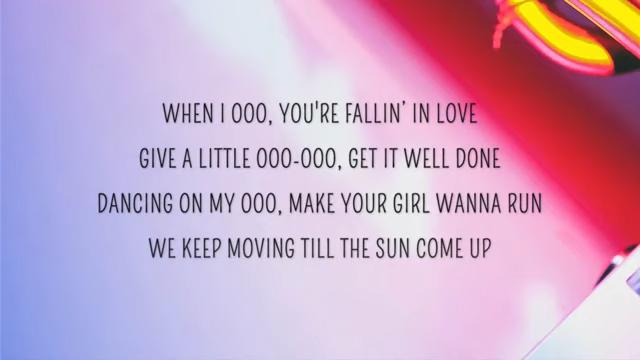 WHEN I OOO, YOU'RE FALLIN’ IN LOVE
GIVE A LITTLE OOO-OOO, GET IT WELL DONE
DANCING ON MY OOO, MAKE YOUR GIRL WANNA RUN
WE KEEP MOVING TILL THE SUN COME UP